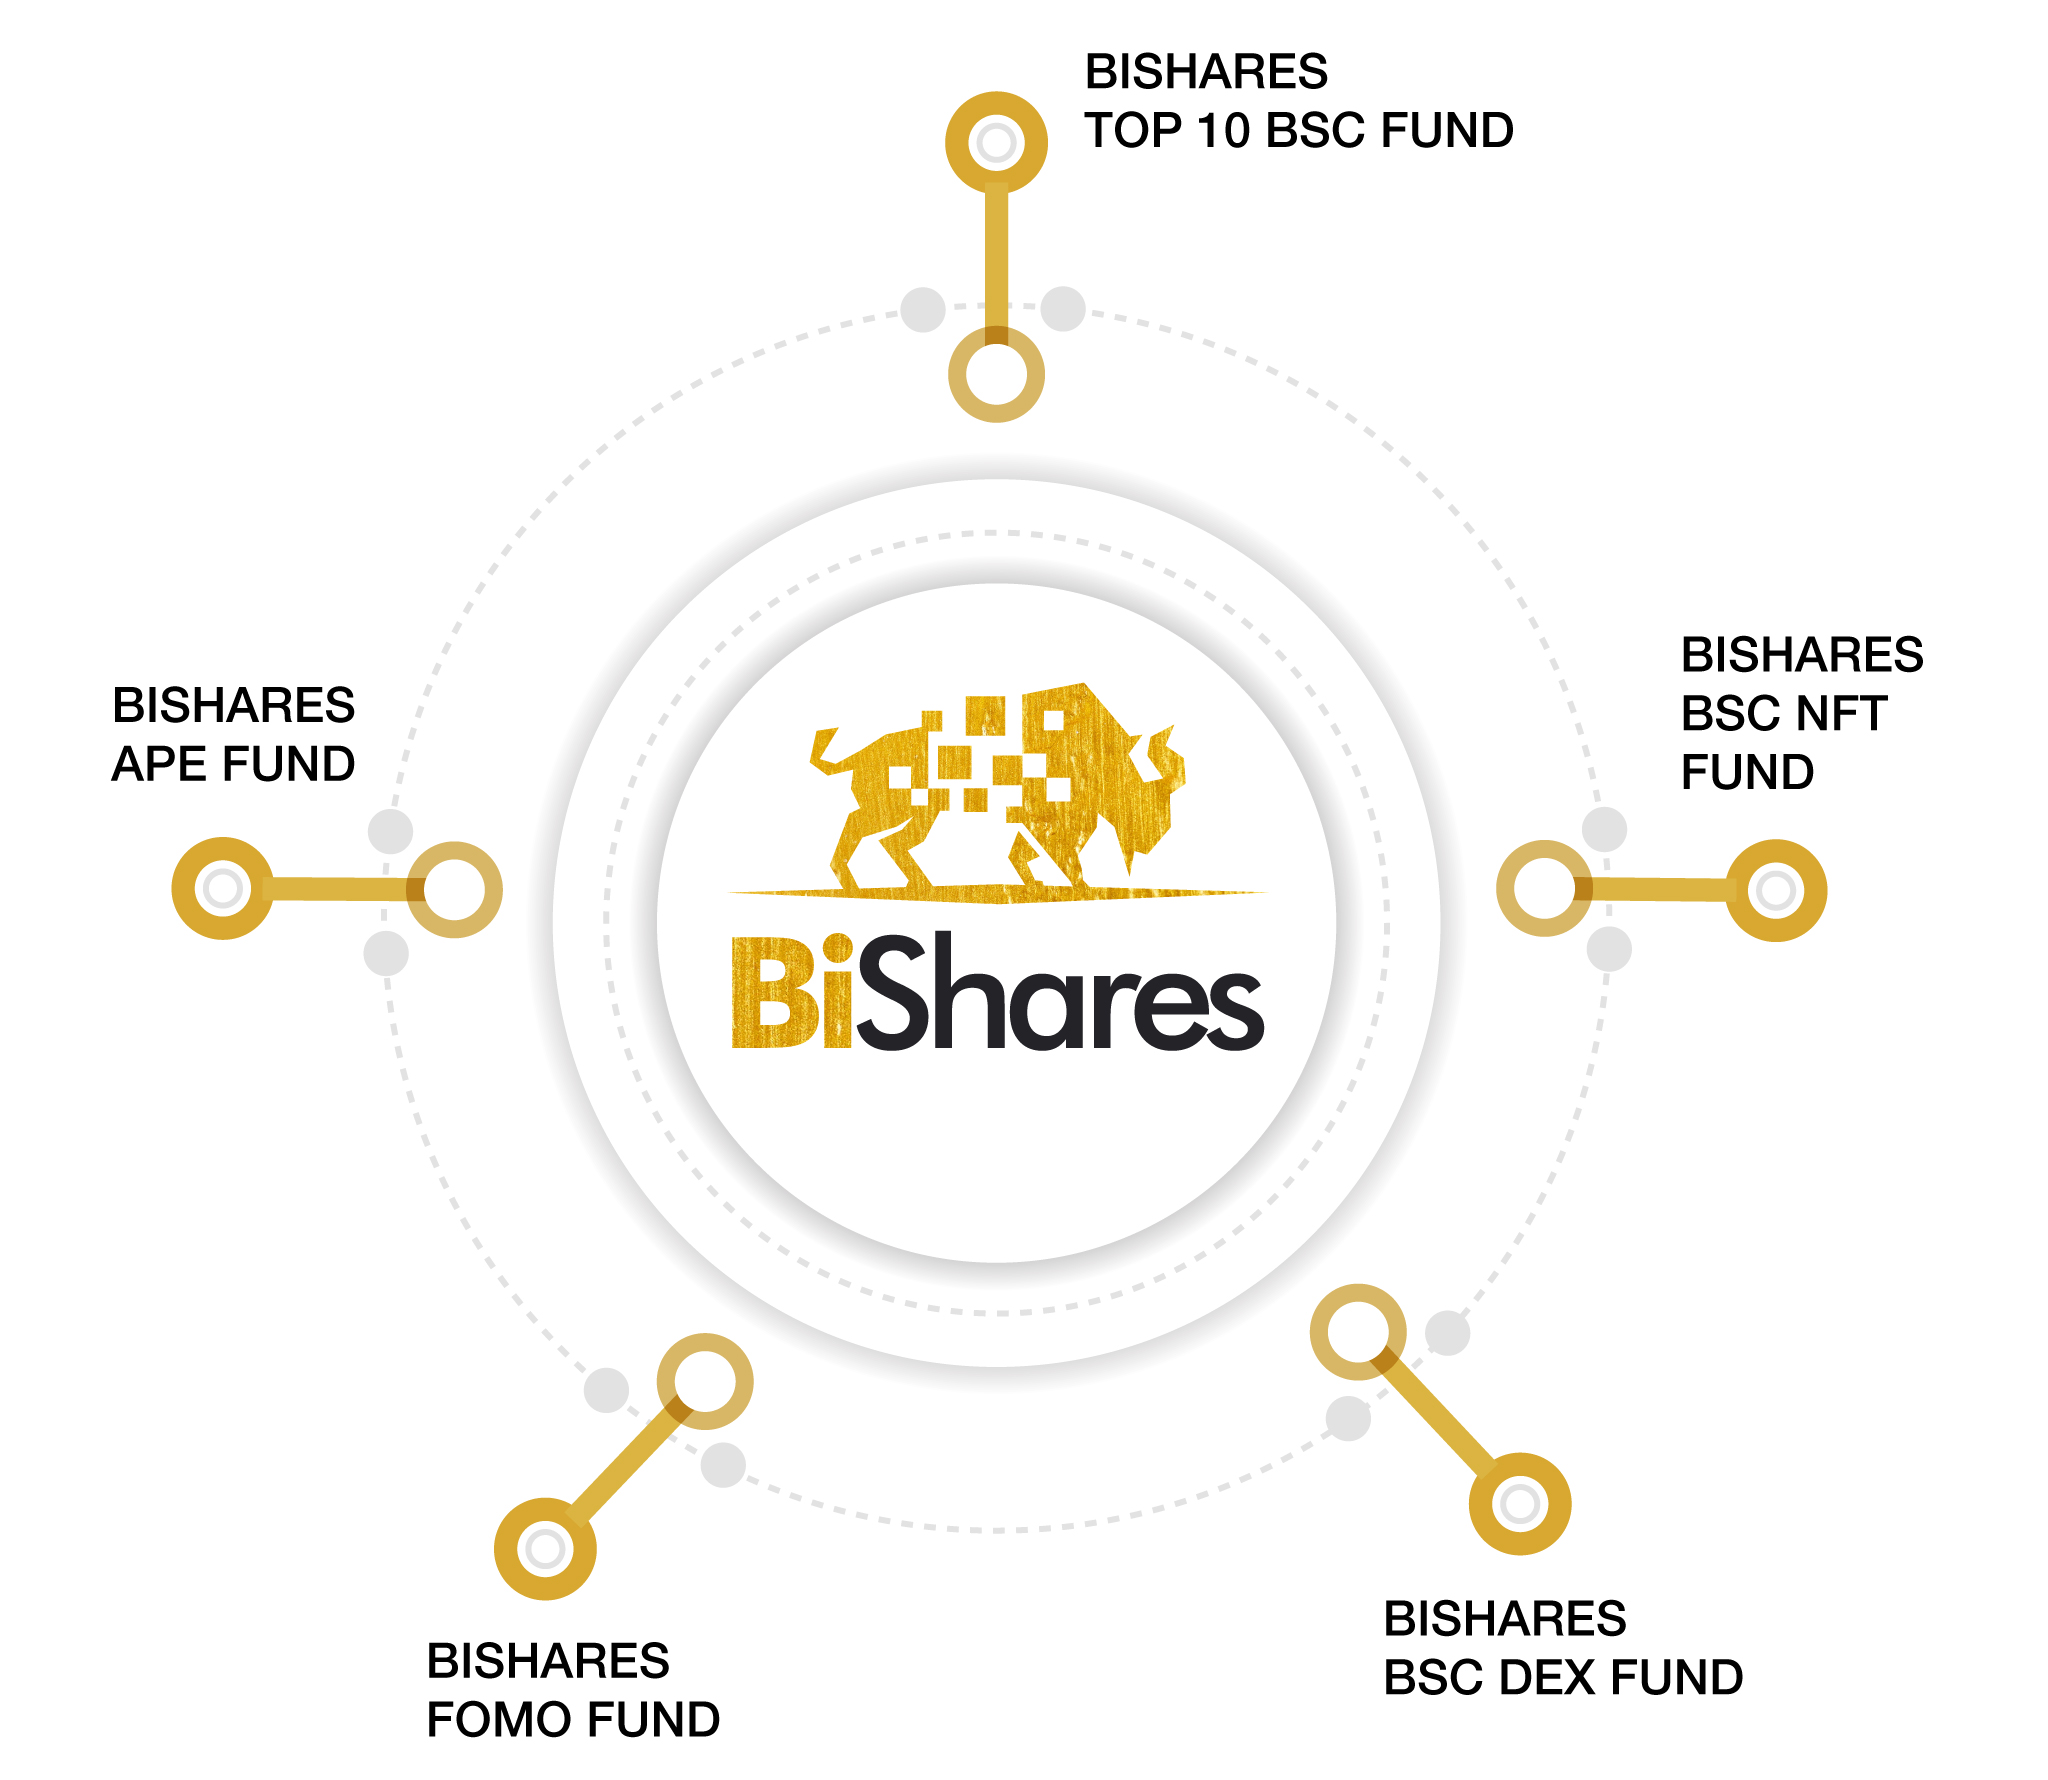 BISHARES
TOP 10 BSC FUND
BISHARES
BSC NFT
FUND
BISHARES
APE FUND
BiShares
BISHARES
BSC DEX FUND
BISHARES
FOMO FUND